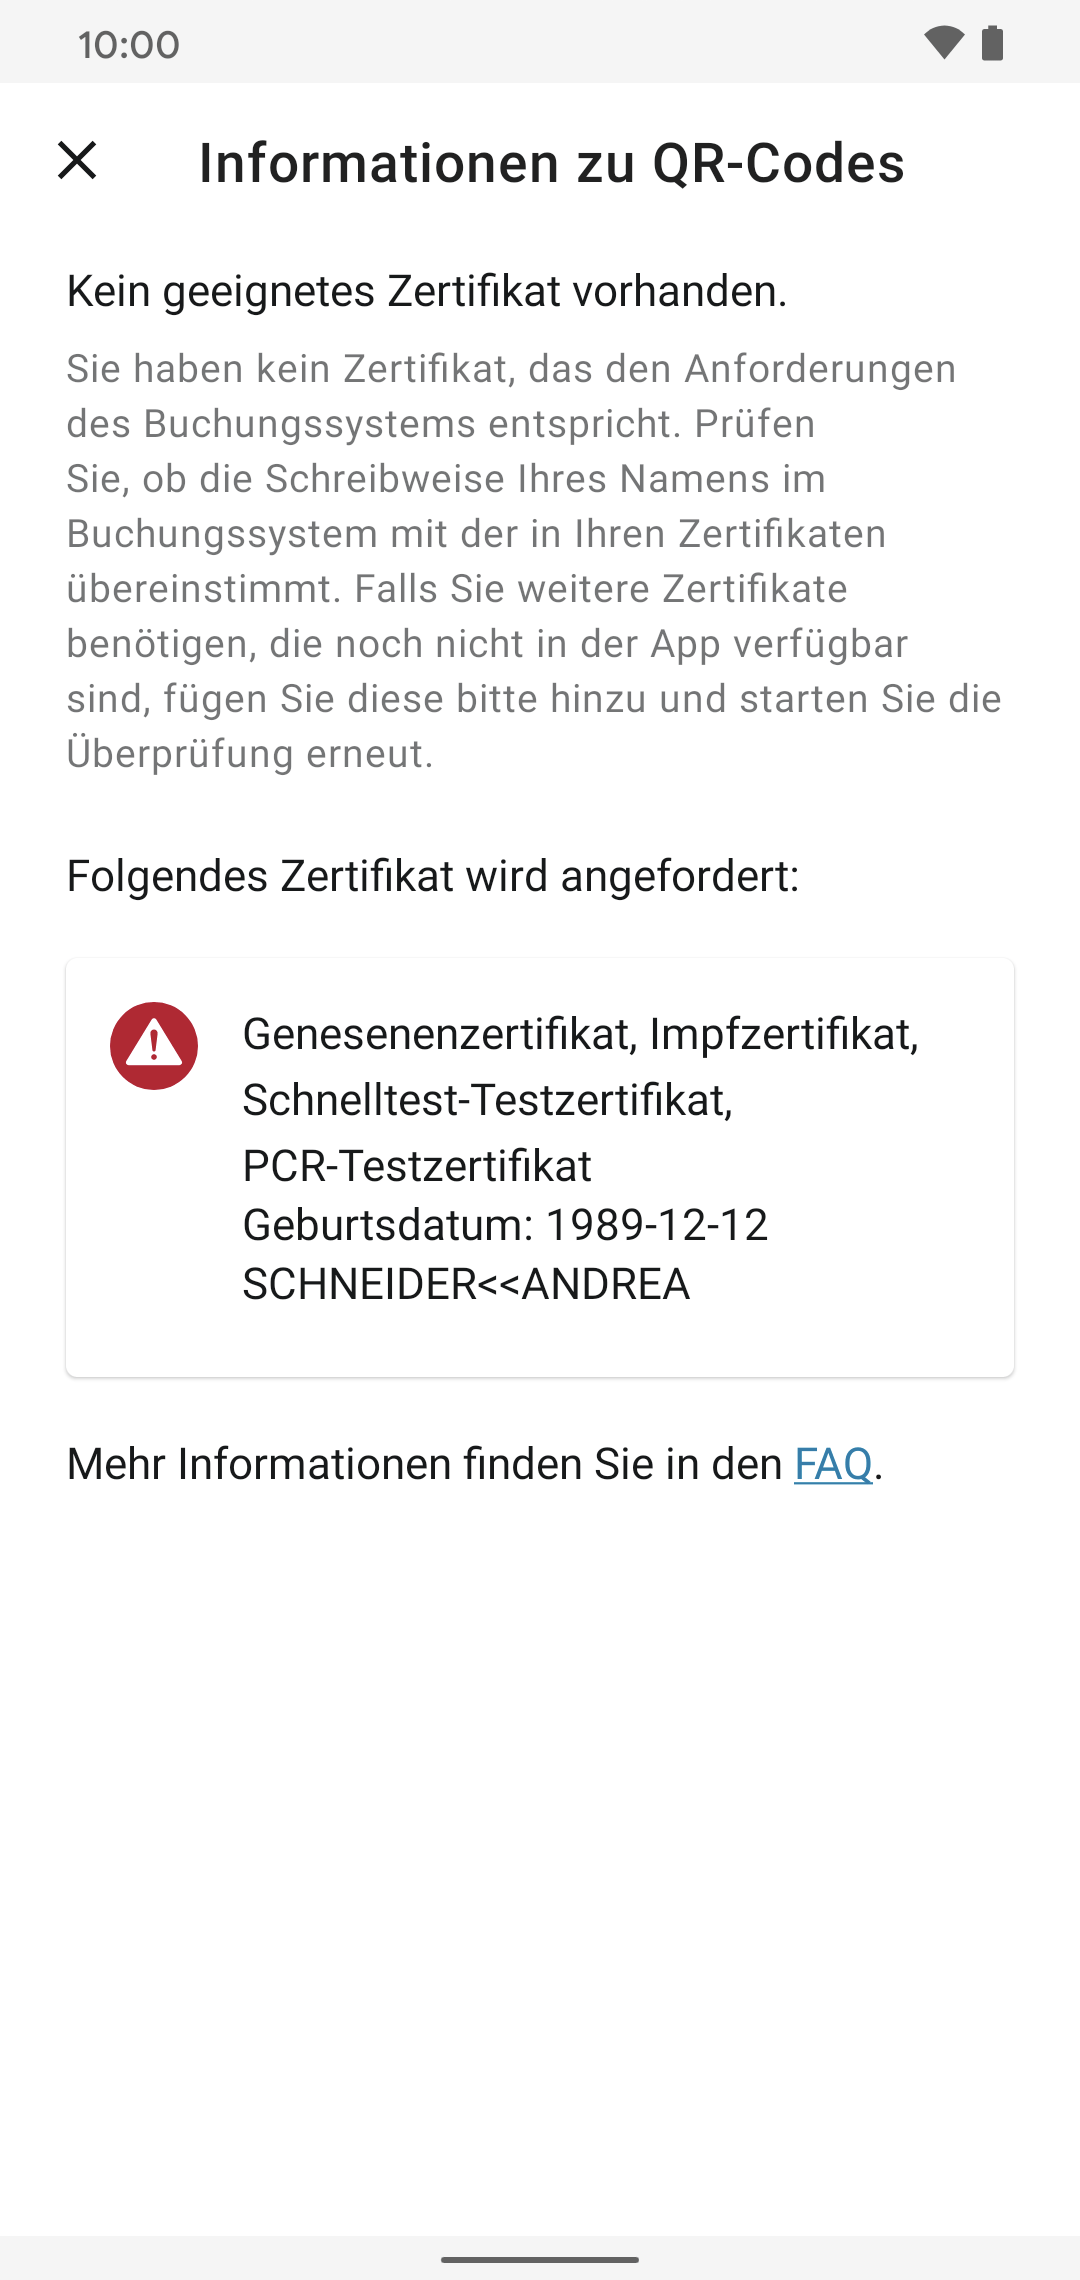 10:00
Informationen zu QR-Codes
Kein geeignetes Zertifikat vorhanden.
Sie haben kein Zertifikat, das den Anforderungen
des Buchungssystems entspricht. Prüfen
Sie, ob die Schreibweise Ihres Namens im
Buchungssystem mit der in Ihren Zertifikaten
übereinstimmt. Falls Sie weitere Zertifikate
benötigen, die noch nicht in der App verfügbar
sind, fügen Sie diese bitte hinzu und starten Sie die
Überprüfung erneut.
Folgendes Zertifikat wird angefordert:
Genesenenzertifikat, Impfzertifikat,
Schnelltest-Testzertifikat,
PCR-Testzertifikat
Geburtsdatum: 1989-12-12
SCHNEIDER<<ANDREA
Mehr Informationen finden Sie in den FAQ.